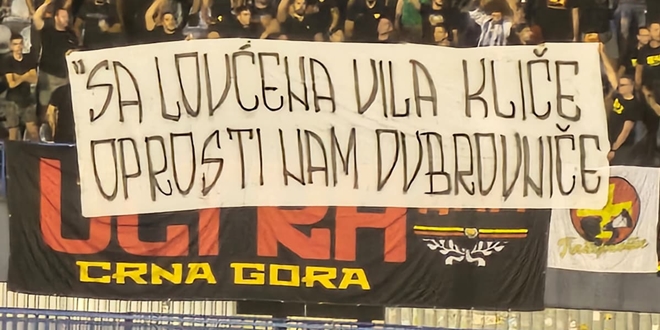 "SA LOVĆENA VILA KLIČE
OPROSTI NAM DUBROVNIČE
ULTRA
CRNA GORA